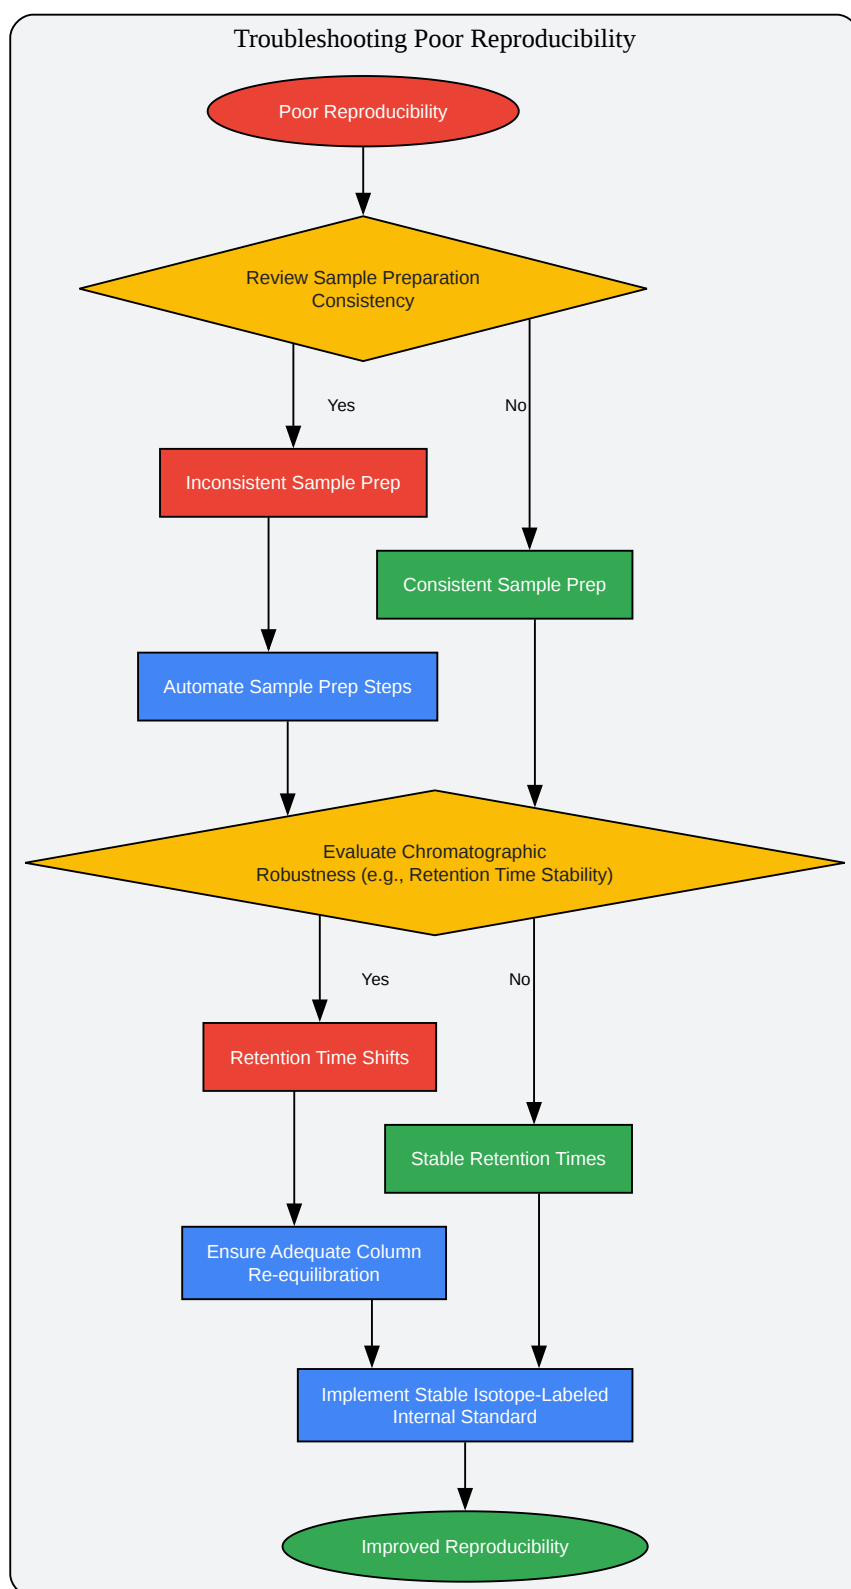 Troubleshooting Poor Reproducibility
Poor Reproducibility
Review Sample Preparation
Consistency
Yes
No
Inconsistent Sample Prep
Consistent Sample Prep
Automate Sample Prep Steps
Evaluate Chromatographic
Robustness (e.g., Retention Time Stability)
Yes
No
Retention Time Shifts
Stable Retention Times
Ensure Adequate Column
Re-equilibration
Implement Stable Isotope-Labeled
Internal Standard
Improved Reproducibility